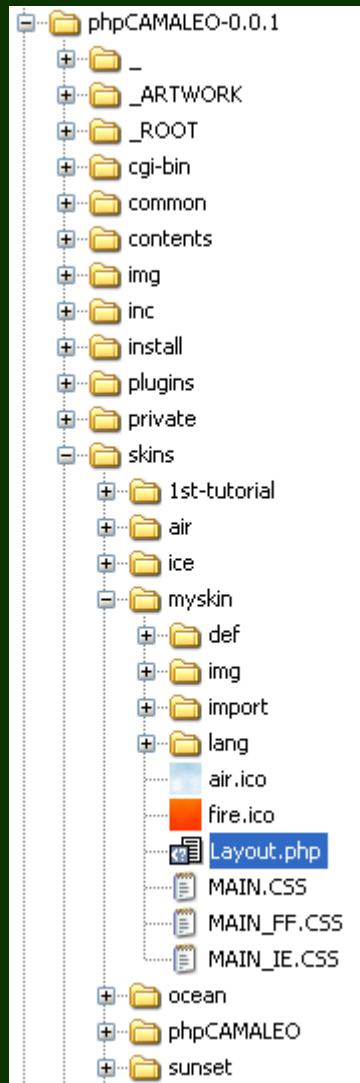 phpCAMALEO-0.0.1
_
_ARTWORK
_ROOT
cgi-bin
common
contents
img
inc
install
plugins
private
skins
1st-tutorial
air
ice
myskin
def
img
import
lang
air.ico
fire.ico
Layout.php
MAIN.CSS
MAIN_FF.CSS
MAIN_IE.CSS
ocean
phpCAMALEO
sunset